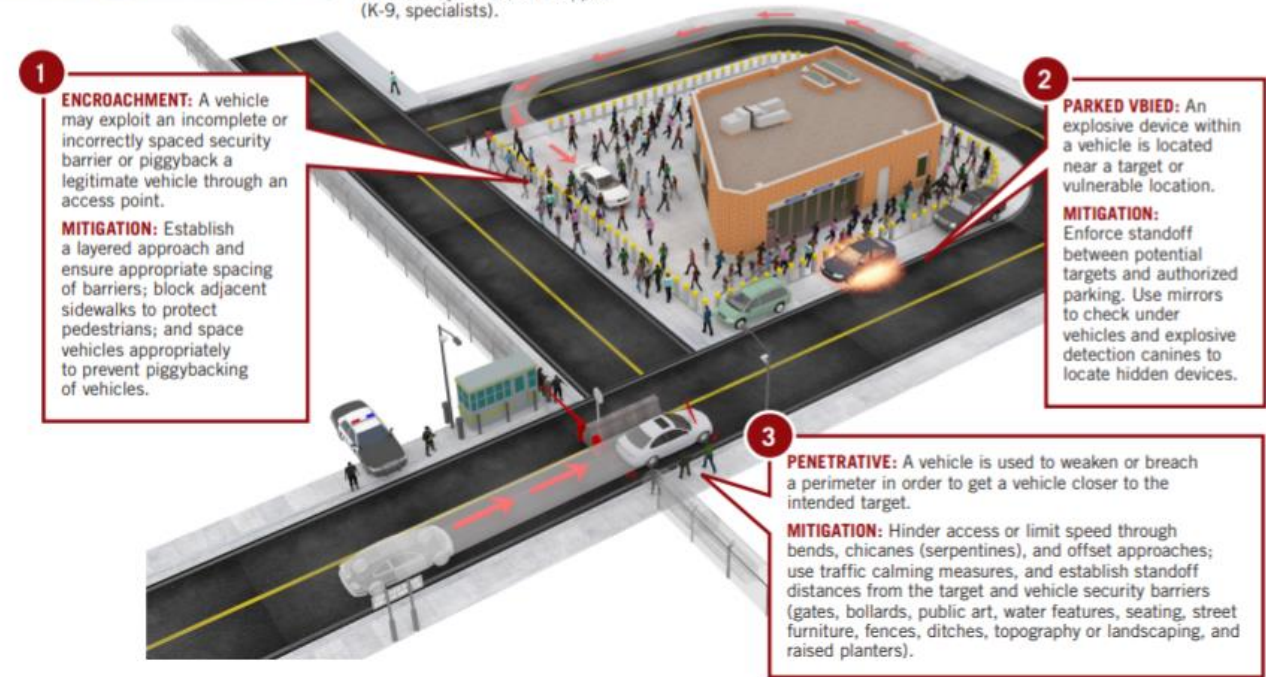 (K-9, specialists).
1
ENCROACHMENT: A vehicle
may exploit an incomplete or
incorrectly spaced security
barrier or piggyback a
legitimate vehicle through an
access point.
MITIGATION: Establish
a layered approach and
ensure appropriate spacing
of barriers; block adjacent
sidewalks to protect
pedestrians; and space
vehicles appropriately
to prevent piggybacking
of vehicles.
2
PARKED VBIED: An
explosive device within
a vehicle is located
near a target or
vulnerable location.
MITIGATION:
Enforce standoff
between potential
targets and authorized
parking. Use mirrors
to check under
vehicles and explosive
detection canines to
locate hidden devices.
3
PENETRATIVE: A vehicle is used to weaken or breach
a perimeter in order to get a vehicle closer to the
intended target.
MITIGATION: Hinder access or limit speed through
bends, chicanes (serpentines), and offset approaches;
use traffic calming measures, and establish standoff
distances from the target and vehicle security barriers
(gates, bollards, public art, water features, seating, street
furniture, fences, ditches, topography or landscaping, and
raised planters).